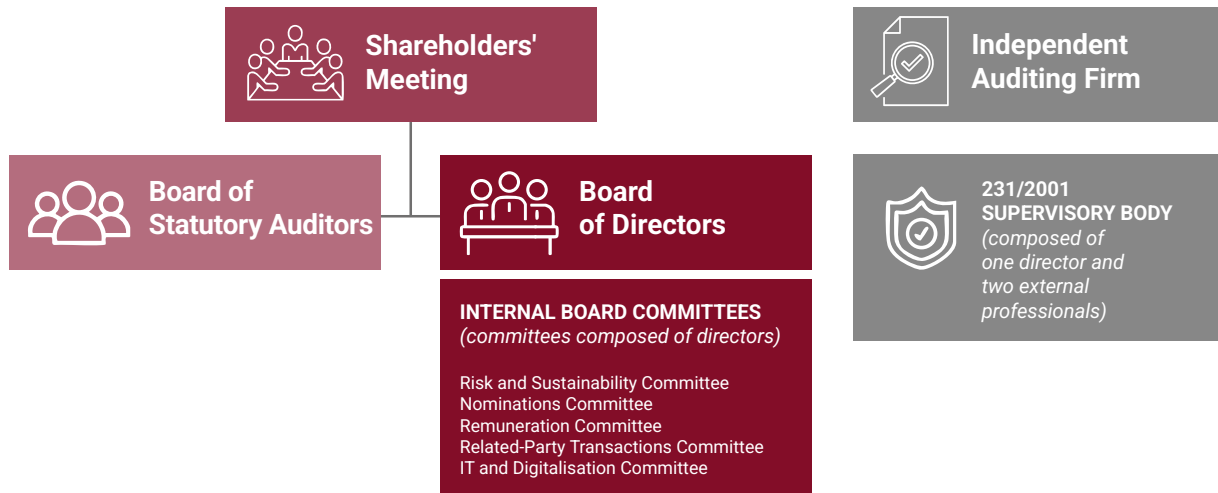 Shareholders'
Meeting
Independent
Auditing Firm
Board of
Statutory Auditors
Board
of Directors
231/2001
SUPERVISORY BODY
(composed of
one director and
two external
professionals)
INTERNAL BOARD COMMITTEES
(committees composed of directors)
Risk and Sustainability Committee
Nominations Committee
Remuneration Committee
Related-Party Transactions Committee
IT and Digitalisation Committee